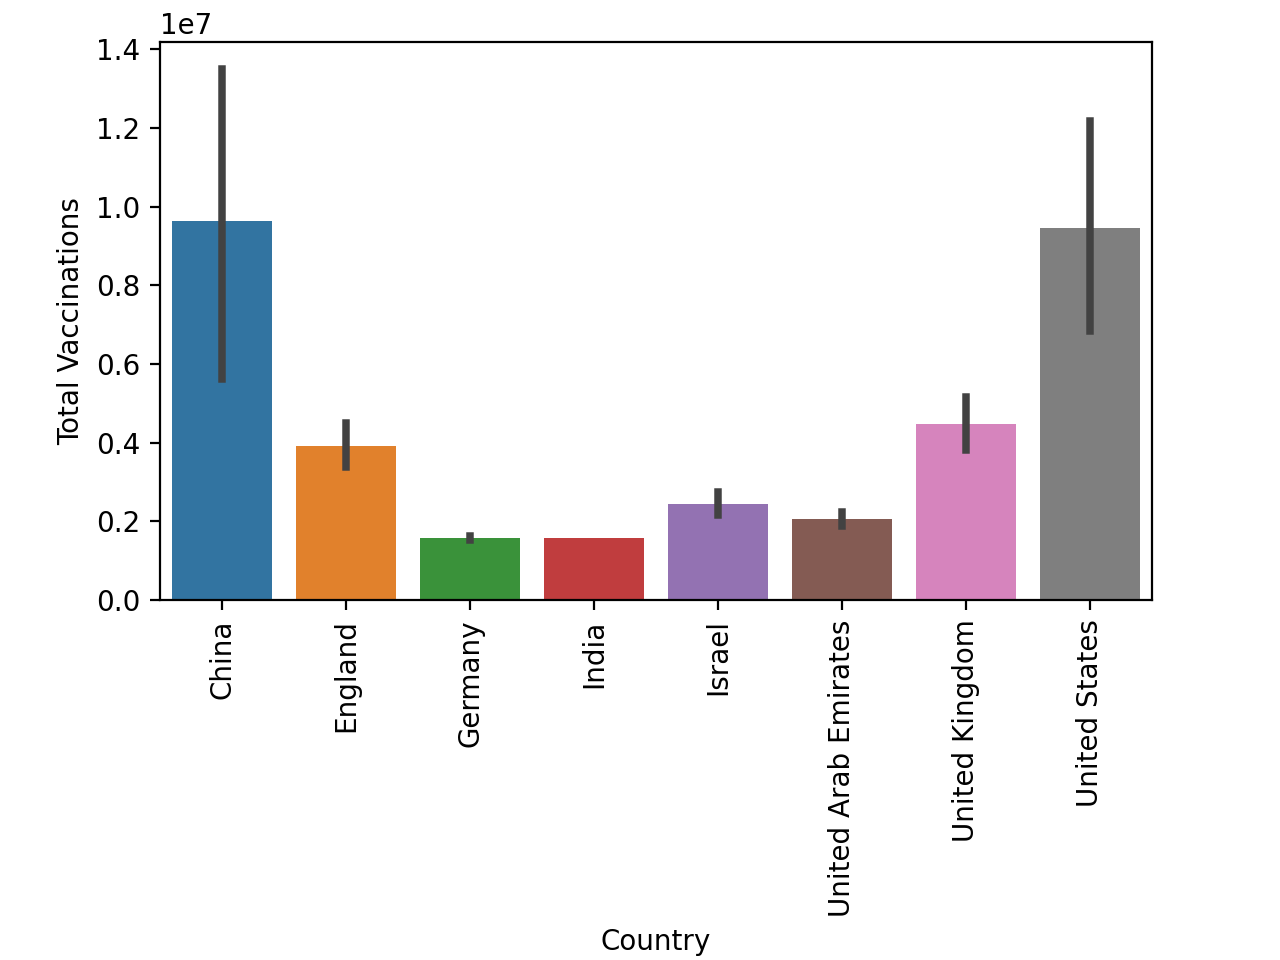 1e7
1.4
1.2
1.0
0.8
0.6
0.4
0.2
0.0
Total Vaccinations
China
England
Germany
India
Israel
United Arab Emirates
United Kingdom
United States
Country